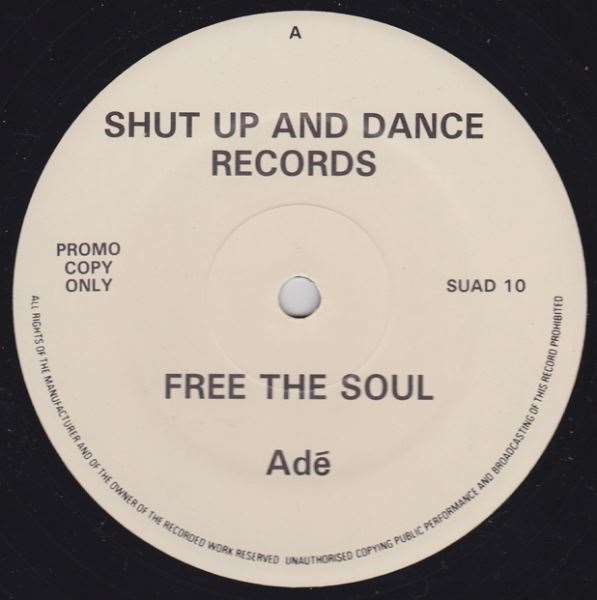 A
SHUT UP AND DANCE
RECORDS
PROMO
COPY
ONLY
SUAD 10
FREE THE SOUL
Adé
ALL RIGHTS OF THE MANUFACTURER AND OF THE OWNER OF THE RECORDED WORK RESERVED UNAUTHORISED COPYING PUBLIC PERFORMANCE AND BROADCASTING OF THIS RECORD PROHIBITED